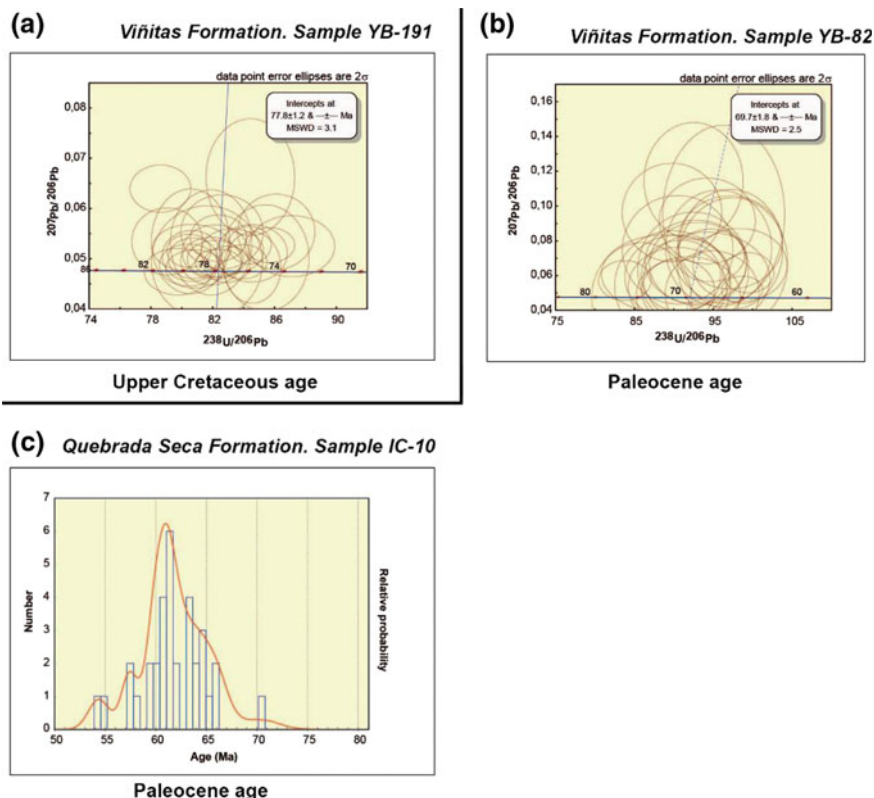 (a) Viñitas Formation. Sample YB-191
data point error ellipses are 2σ
Intercepts at
77.8±1.2 & —±— Ma
MSWD = 3.1
207Pb/206Pb
0,08
0,07
0,06
0,05
0,04
86 82 78 74 70
74 78 82 86 90
238U/206Pb
Upper Cretaceous age
(b) Viñitas Formation. Sample YB-82
data point error ellipses are 2σ
Intercepts at
69.7±1.8 & —±— Ma
MSWD = 2.5
207Pb/206Pb
0,16
0,14
0,12
0,10
0,08
0,06
0,04
80 70 60
75 85 95 105
238U/206Pb
Paleocene age
(c) Quebrada Seca Formation. Sample IC-10
Number
7
6
5
4
3
2
1
0
50 55 60 65 70 75 80
Age (Ma)
Relative probability
Paleocene age